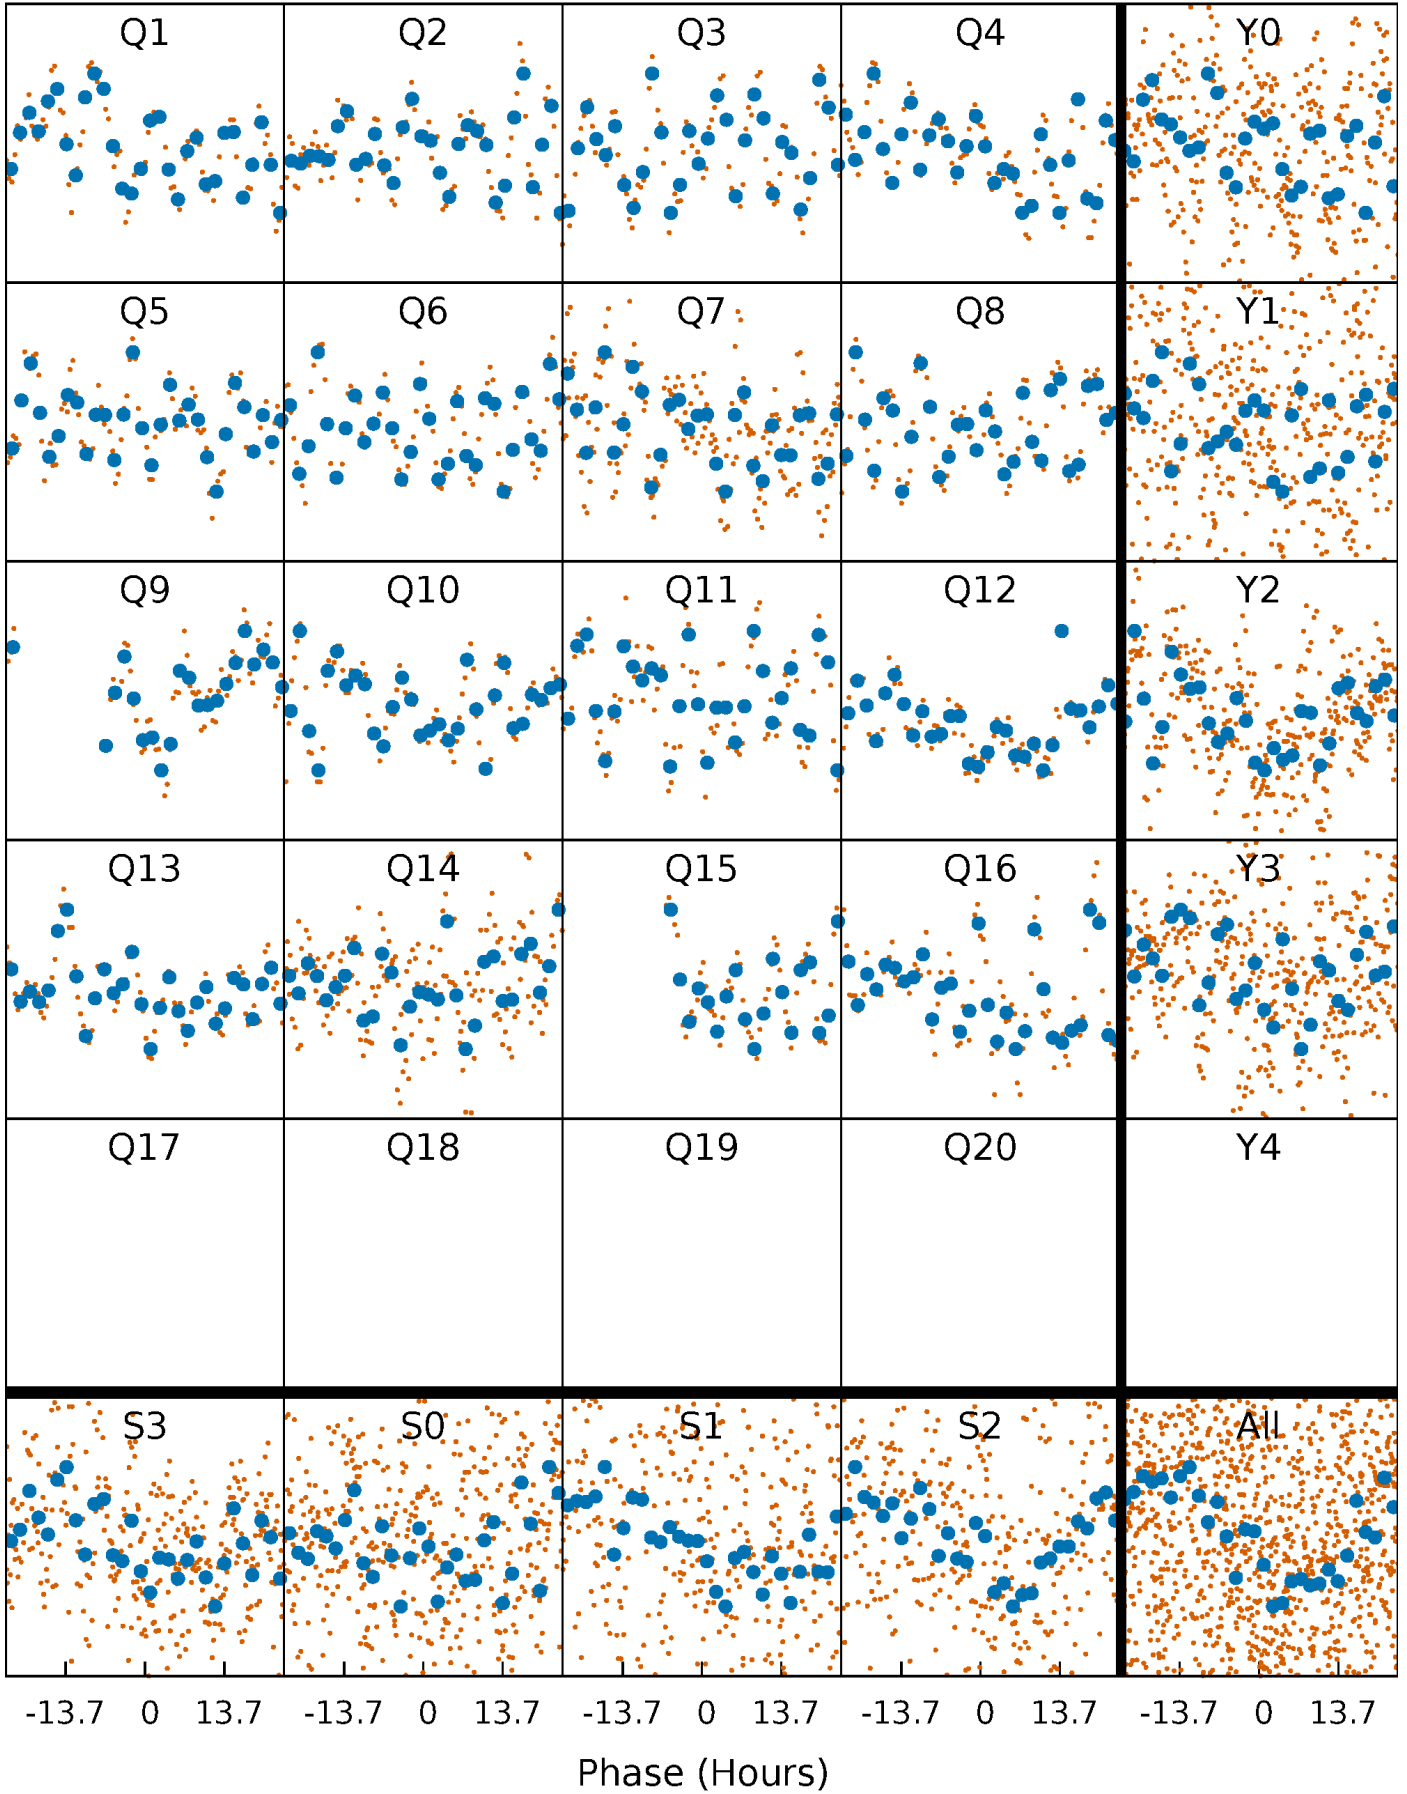 Q1 Q2 Q3 Q4 Y0
Q5 Q6 Q7 Q8 Y1
Q9 Q10 Q11 Q12 Y2
Q13 Q14 Q15 Q16 Y3
Q17 Q18 Q19 Q20 Y4
S3 S0 S1 S2 All
-13.7 0 13.7 -13.7 0 13.7 -13.7 0 13.7 -13.7 0 13.7 -13.7 0 13.7
Phase (Hours)